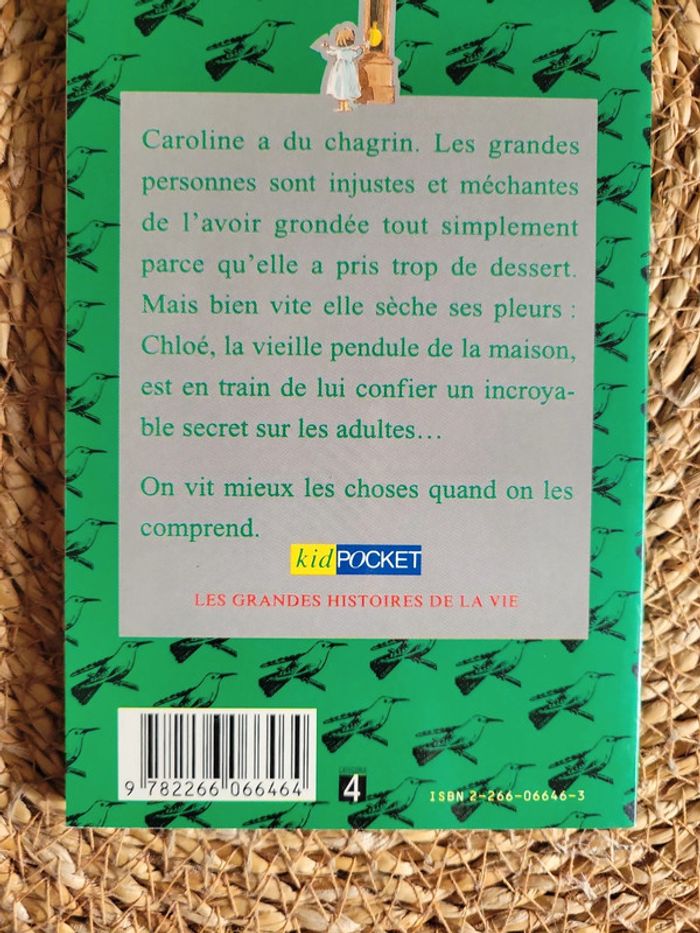 Caroline a du chagrin. Les grandes
personnes sont injustes et méchantes
de l'avoir grondée tout simplement
parce qu'elle a pris trop de dessert.
Mais bien vite elle sèche ses pleurs :
Chloé, la vieille pendule de la maison,
est en train de lui confier un incroya-
ble secret sur les adultes...
On vit mieux les choses quand on les
comprend.
kid POCKET
LES GRANDES HISTOIRES DE LA VIE
9 782266 066464
4
ISBN 2-266-06646-3